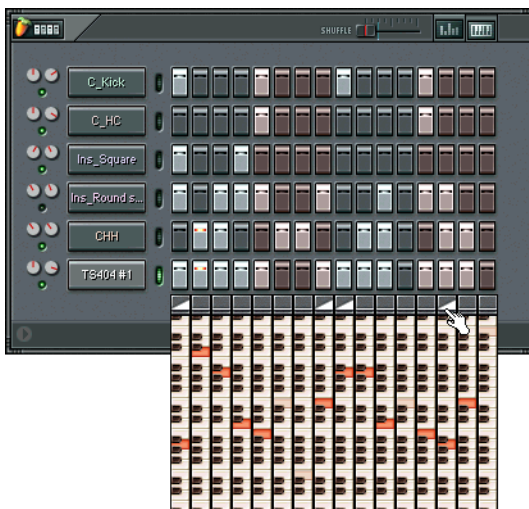 SHUFFLE
C_Kick
C_HC
Ins_Square
Ins_Round s...
CHH
TS404 #1